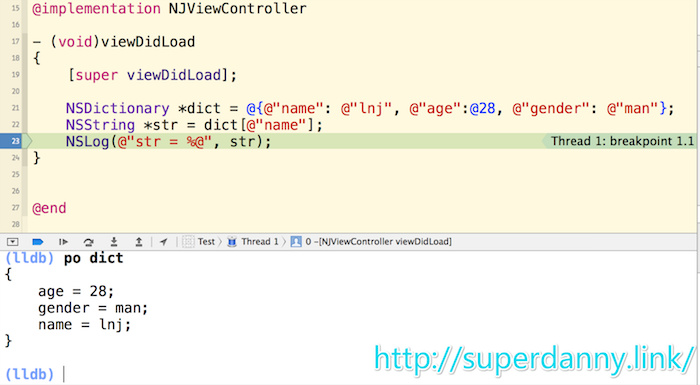 15 @implementation NJViewController
16
17 - (void)viewDidLoad
18 {
19 [super viewDidLoad];
20
21 NSDictionary *dict = @{@"name": @"lnj", @"age":@28, @"gender": @"man"};
22 NSString *str = dict[@"name"];
23 NSLog(@"str = %@", str); Thread 1: breakpoint 1.1
24 }
25
26
27 @end
28
Test Thread 1 0 -[NJViewController viewDidLoad]
(lldb) po dict
{
age = 28;
gender = man;
name = lnj;
}
(lldb)
http://superdanny.link/